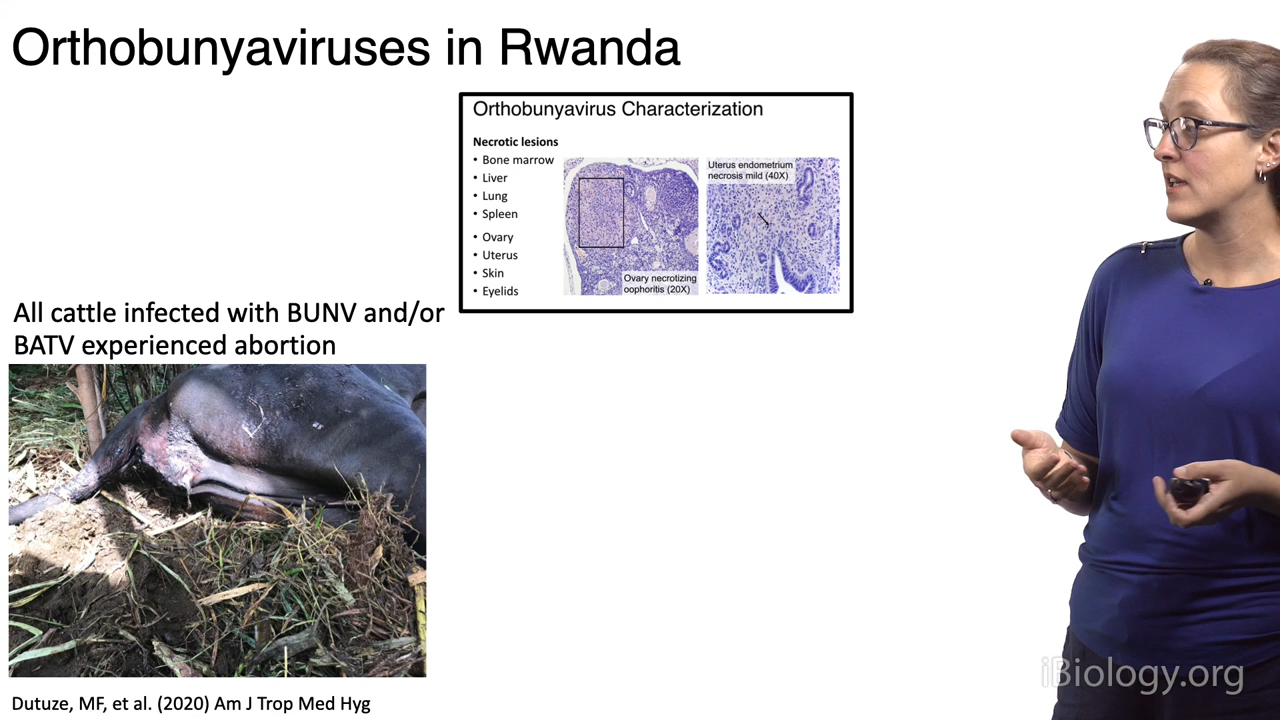 Orthobunyaviruses in Rwanda
Orthobunyavirus Characterization
Necrotic lesions
• Bone marrow
• Liver
• Lung
• Spleen
• Ovary
• Uterus
• Skin
• Eyelids
Ovary necrotizing
oophoritis (20X)
Uterus endometrium
necrosis mild (40X)
All cattle infected with BUNV and/or
BATV experienced abortion
Dutuze, MF, et al. (2020) Am J Trop Med Hyg
iBiology.org